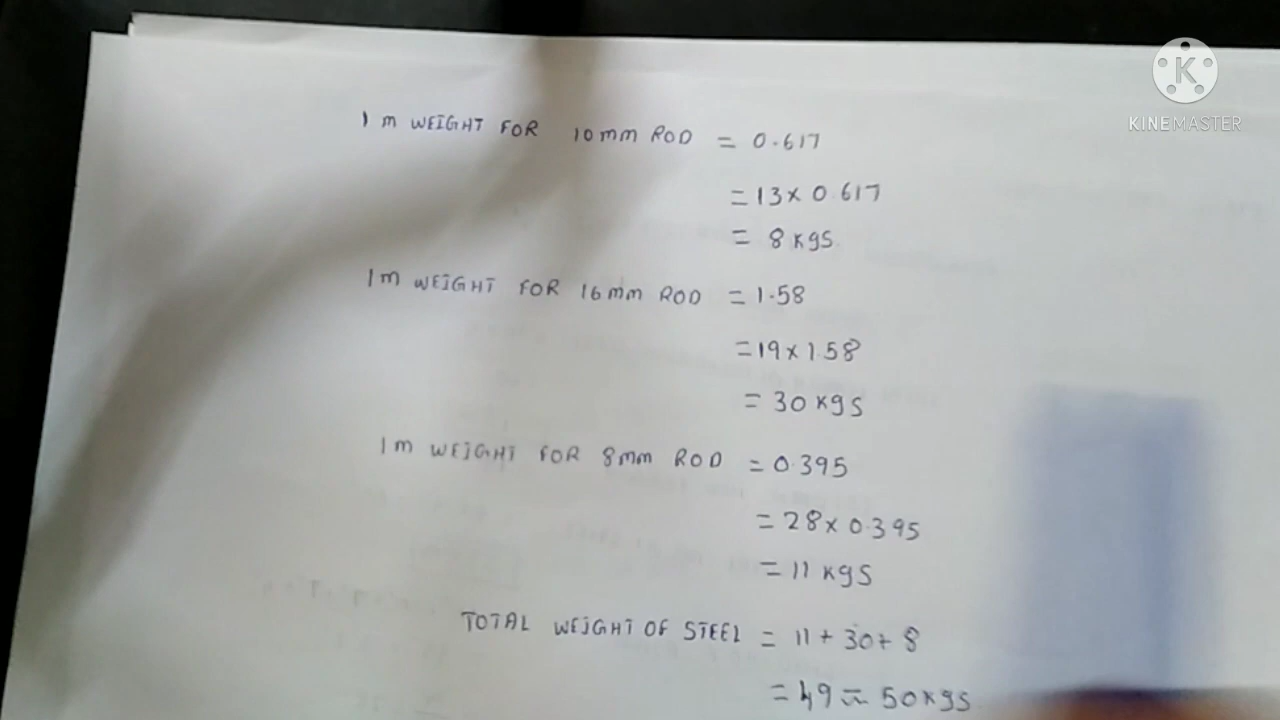 KINEMASTER
1m WEIGHT FOR 10mm ROD = 0.617
= 13 x 0.617
= 8 kgs
1m WEIGHT FOR 16mm ROD = 1.58
= 19 x 1.58
= 30 kgs
1m WEIGHT FOR 8mm ROD = 0.395
= 28 x 0.395
= 11 kgs
TOTAL WEIGHT OF STEEL = 11 + 30 + 8
= 49 ≈ 50 kgs